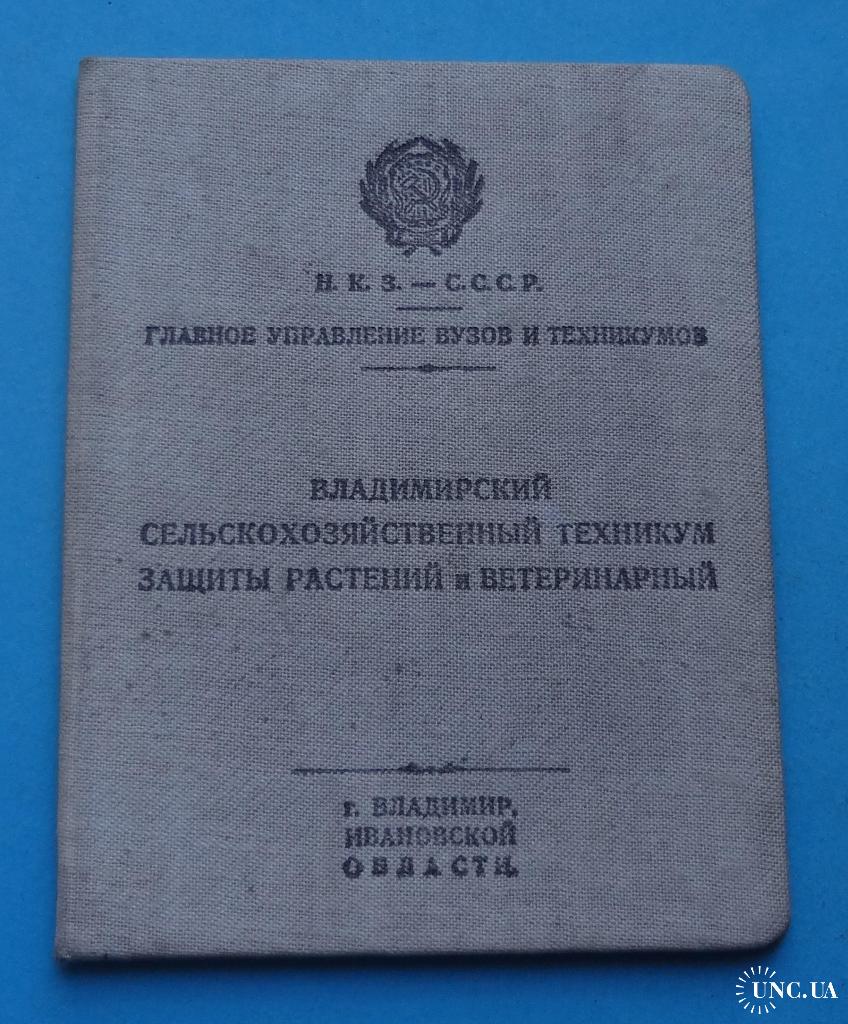 Н. К. З. — С.С.С.Р.
ГЛАВНОЕ УПРАВЛЕНИЕ ВУЗОВ И ТЕХНИКУМОВ
ВЛАДИМИРСКИЙ
СЕЛЬСКОХОЗЯЙСТВЕННЫЙ ТЕХНИКУМ
ЗАЩИТЫ РАСТЕНИЙ и ВЕТЕРИНАРНЫЙ
г. ВЛАДИМИР,
ИВАНОВСКОЙ
ОБЛАСТИ.
UNC.UA